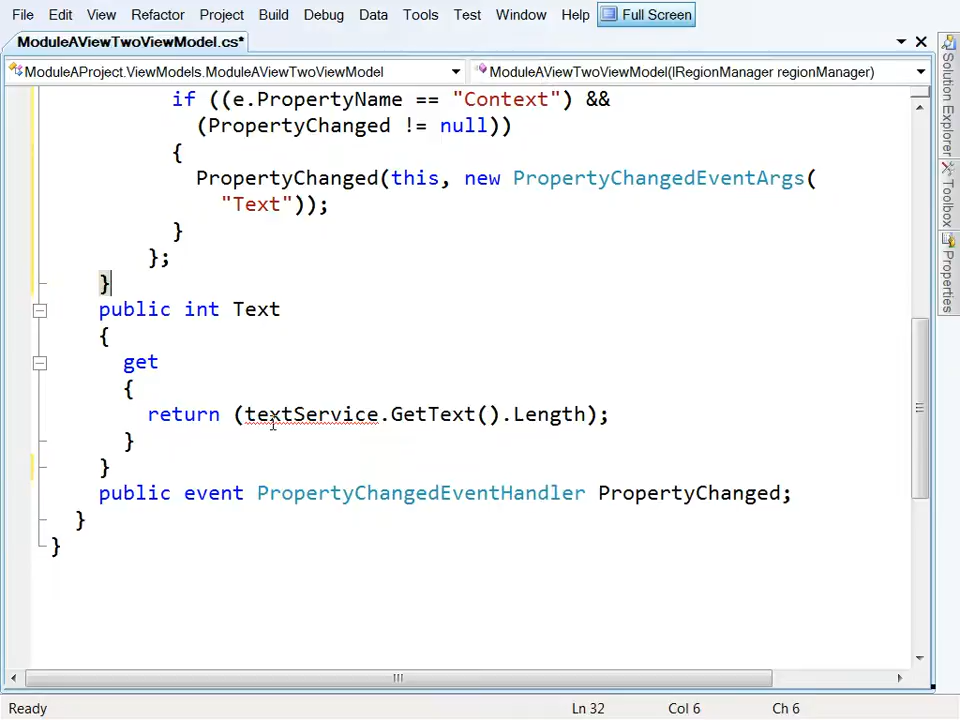 File Edit View Refactor Project Build Debug Data Tools Test Window Help Full Screen
ModuleAViewTwoViewModel.cs*
ModuleAProject.ViewModels.ModuleAViewTwoViewModel ModuleAViewTwoViewModel(IRegionManager regionManager)
if ((e.PropertyName == "Context") &&
(PropertyChanged != null))
{
PropertyChanged(this, new PropertyChangedEventArgs(
"Text"));
}
};
}
public int Text
{
get
{
return (textService.GetText().Length);
}
}
public event PropertyChangedEventHandler PropertyChanged;
}
}
Solution Explorer
Toolbox
Properties
Ready Ln 32 Col 6 Ch 6